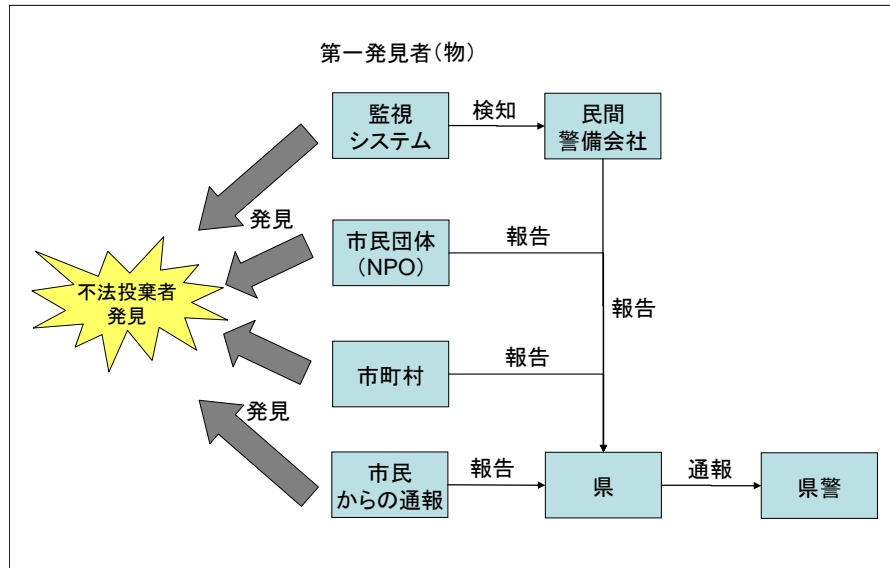 第一発見者(物)
監視
システム
検知
民間
警備会社
発見
市民団体
(NPO)
報告
不法投棄者
発見
報告
市町村
報告
発見
市民
からの通報
報告
県
通報
県警